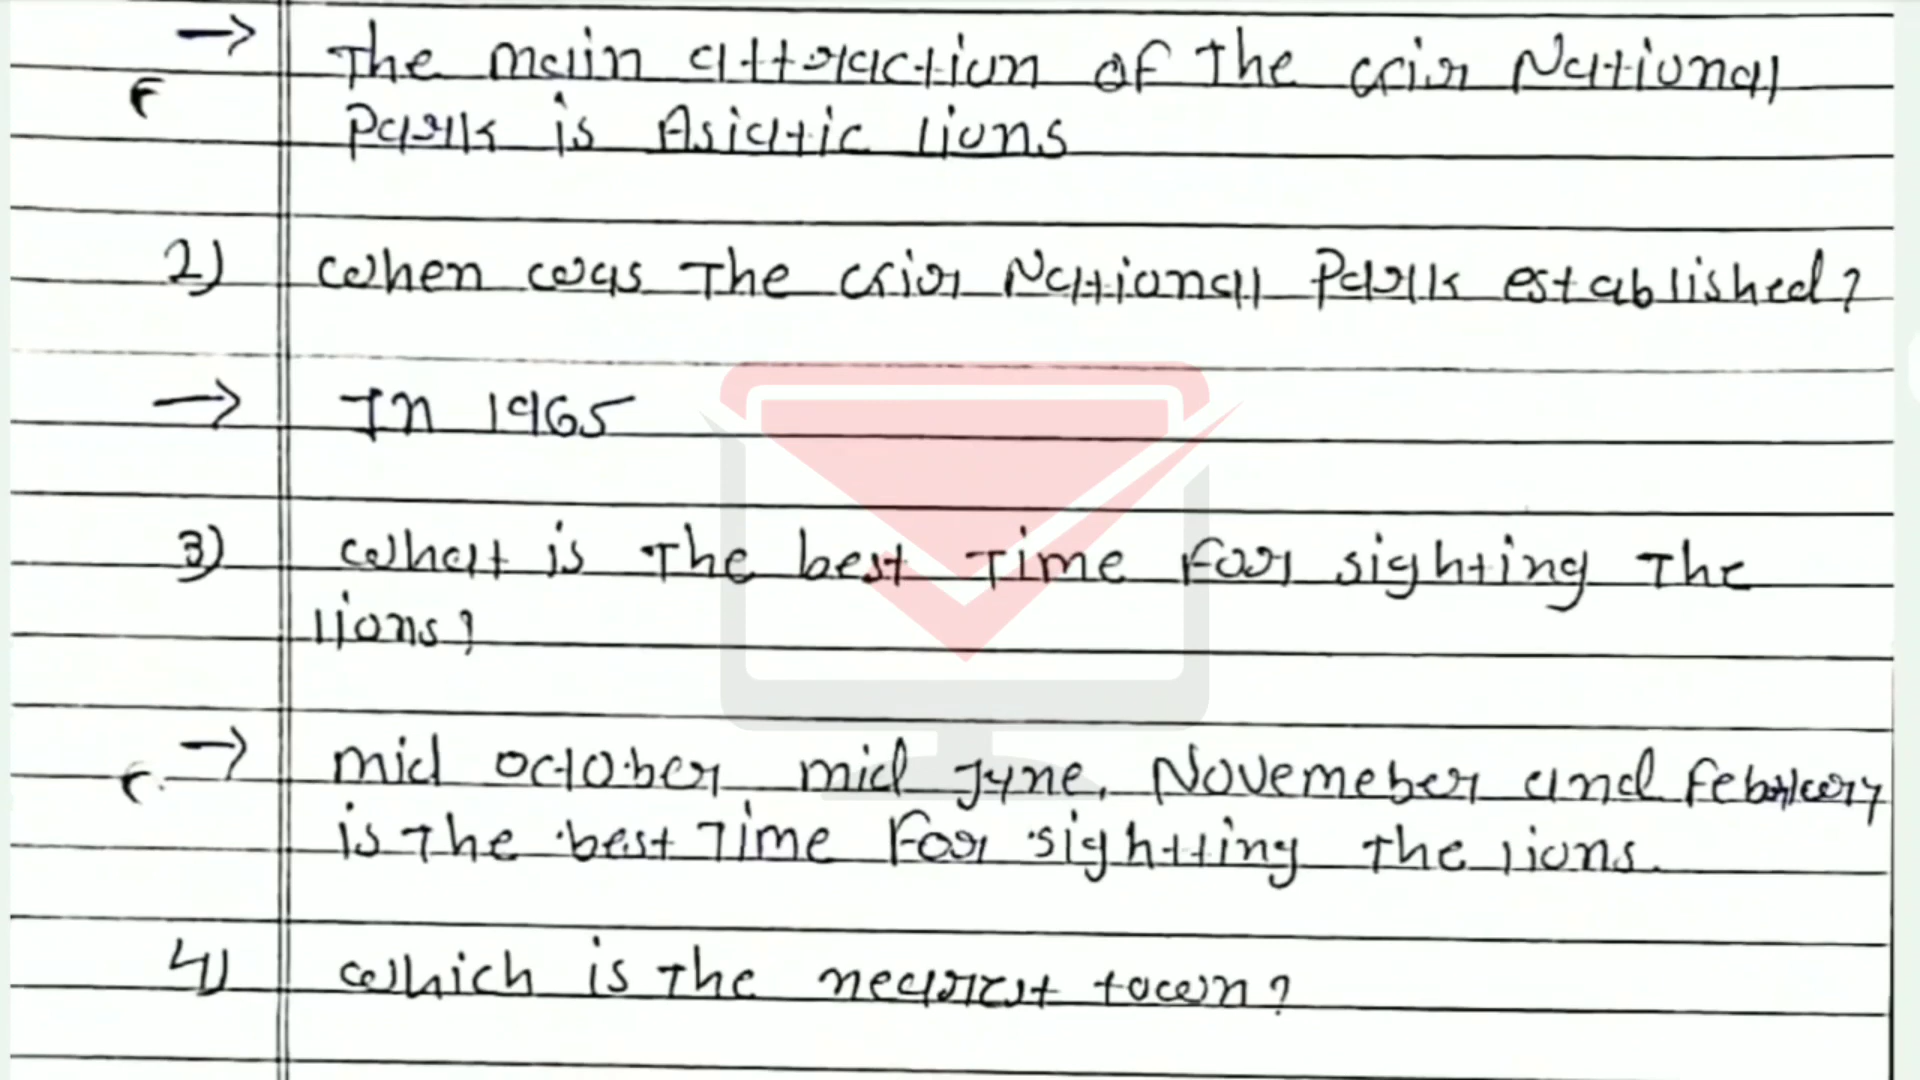 → The main attraction of The Gir National
Park is Asiatic lions
2) When was The Gir National Park established?
→ In 1965
3) What is The best Time For sighting The
lions?
→ mid october mid June, Novemeber and February
is The best Time For sightting The lions.
4) Which is The nearest town?